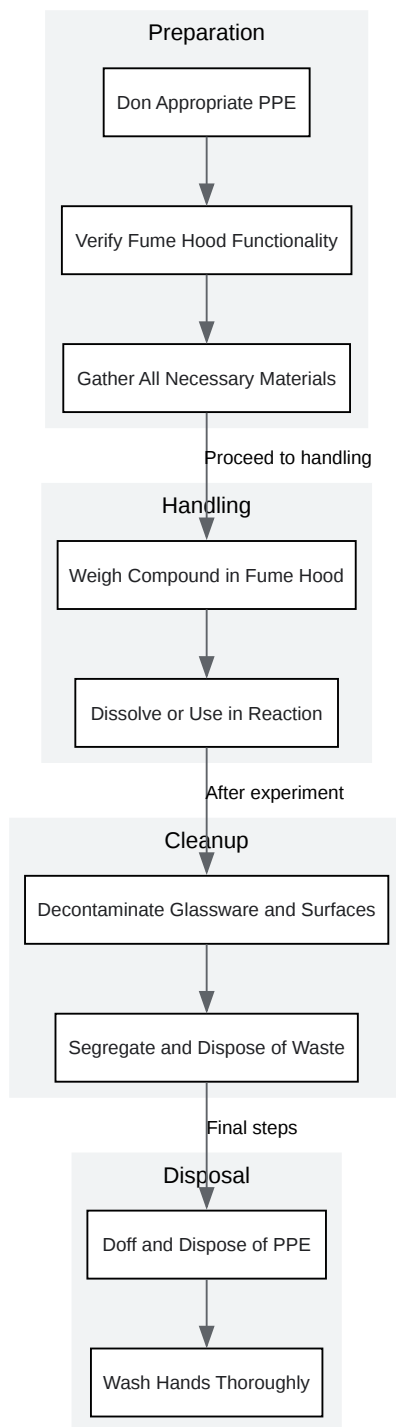 Preparation
Don Appropriate PPE
Verify Fume Hood Functionality
Gather All Necessary Materials
Proceed to handling
Handling
Weigh Compound in Fume Hood
Dissolve or Use in Reaction
After experiment
Cleanup
Decontaminate Glassware and Surfaces
Segregate and Dispose of Waste
Final steps
Disposal
Doff and Dispose of PPE
Wash Hands Thoroughly